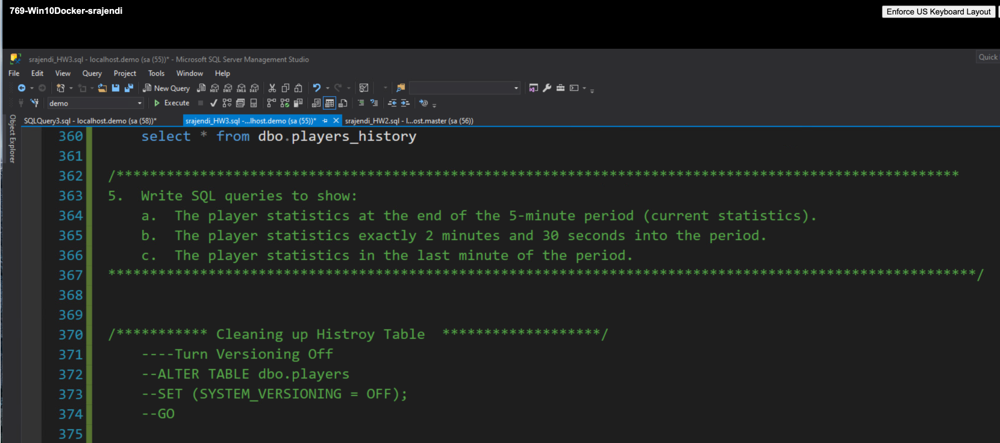 769-Win10Docker-srajendi
Enforce US Keyboard Layout
srajendi_HW3.sql - localhost.demo (sa (55))* - Microsoft SQL Server Management Studio
Quick
File Edit View Query Project Tools Window Help
New Query MDX DMX XMLA DAX
demo Execute
Object Explorer
SQLQuery3.sql - localhost.demo (sa (58))* srajendi_HW3.sql -...lhost.demo (sa (55))* srajendi_HW2.sql - l...ost.master (sa (56))
360 select * from dbo.players_history
361
362 /*****************************************************************************************************
363 5. Write SQL queries to show:
364 a. The player statistics at the end of the 5-minute period (current statistics).
365 b. The player statistics exactly 2 minutes and 30 seconds into the period.
366 c. The player statistics in the last minute of the period.
367 ********************************************************************************************************/
368
369
370 /*********** Cleaning up Histroy Table *******************/
371 ----Turn Versioning Off
372 --ALTER TABLE dbo.players
373 --SET (SYSTEM_VERSIONING = OFF);
374 --GO
375